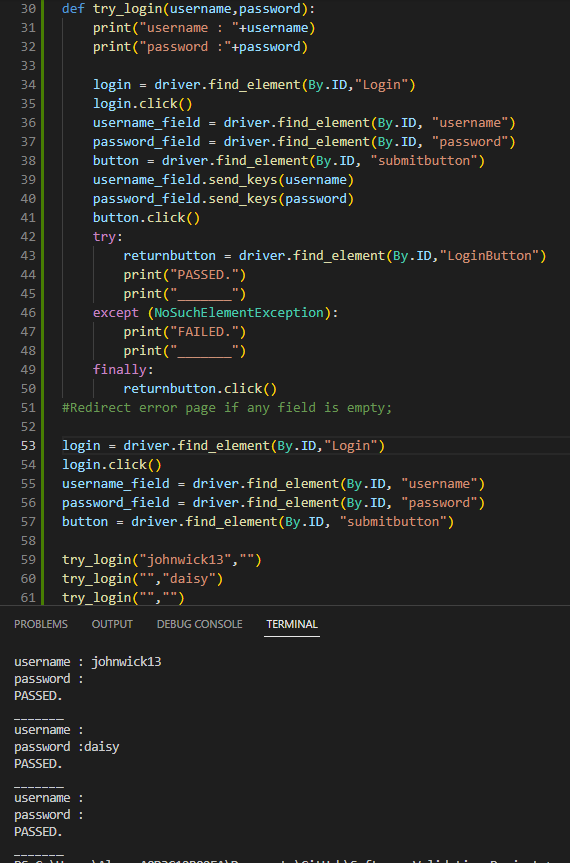 30 def try_login(username,password):
31     print("username : "+username)
32     print("password :"+password)
33
34     login = driver.find_element(By.ID,"Login")
35     login.click()
36     username_field = driver.find_element(By.ID, "username")
37     password_field = driver.find_element(By.ID, "password")
38     button = driver.find_element(By.ID, "submitbutton")
39     username_field.send_keys(username)
40     password_field.send_keys(password)
41     button.click()
42     try:
43         returnbutton = driver.find_element(By.ID,"LoginButton")
44         print("PASSED.")
45         print("_______")
46     except (NoSuchElementException):
47         print("FAILED.")
48         print("_______")
49     finally:
50         returnbutton.click()
51 #Redirect error page if any field is empty;
52
53 login = driver.find_element(By.ID,"Login")
54 login.click()
55 username_field = driver.find_element(By.ID, "username")
56 password_field = driver.find_element(By.ID, "password")
57 button = driver.find_element(By.ID, "submitbutton")
58
59 try_login("johnwick13","")
60 try_login("","daisy")
61 try_login("","")
PROBLEMS OUTPUT DEBUG CONSOLE TERMINAL
username : johnwick13
password :
PASSED.
_______
username :
password :daisy
PASSED.
_______
username :
password :
PASSED.
_______